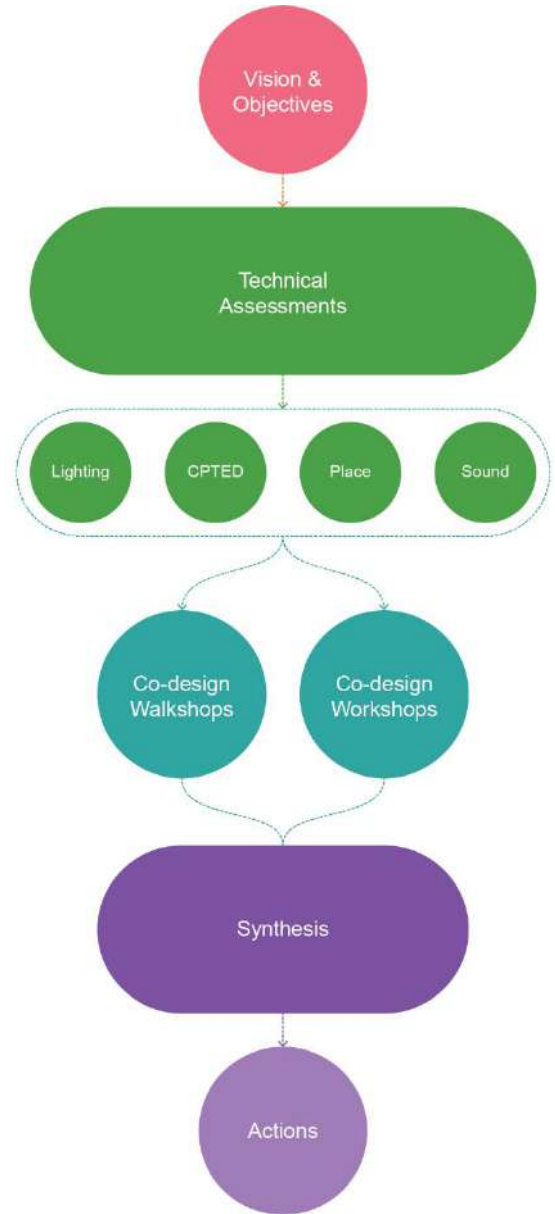 Vision &
Objectives
Technical
Assessments
Lighting
CPTED
Place
Sound
Co-design
Walkshops
Co-design
Workshops
Synthesis
Actions